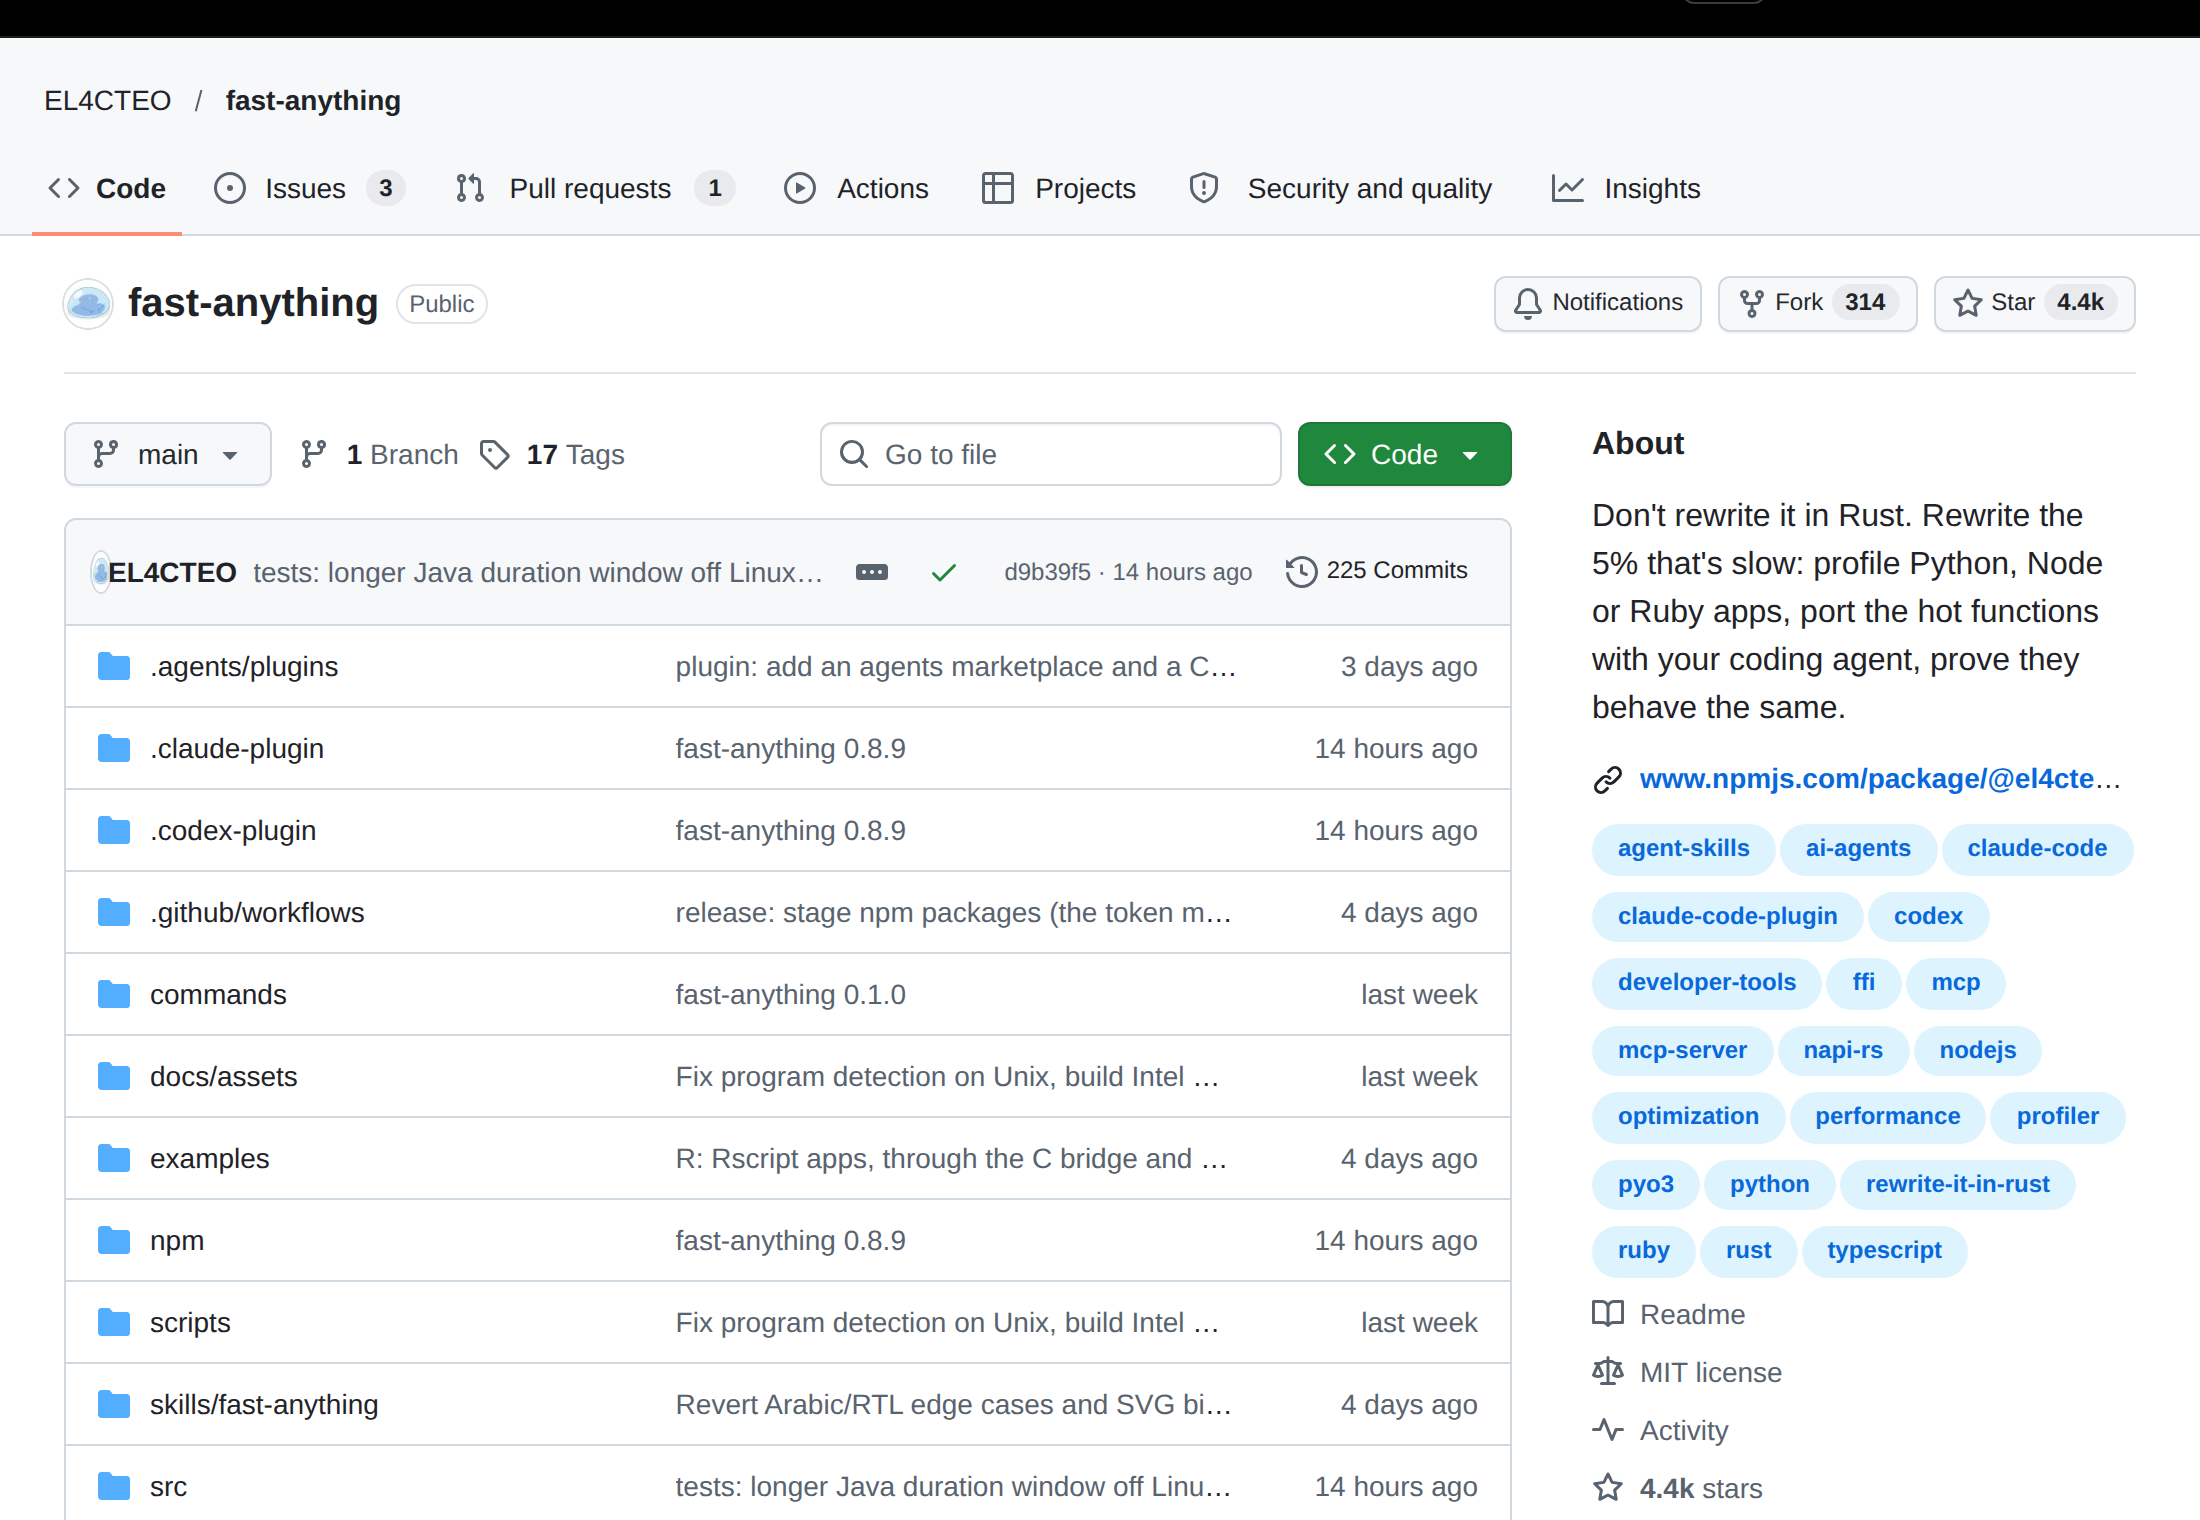 EL4CTEO / fast-anything
Code Issues 3 Pull requests 1 Actions Projects Security and quality Insights
fast-anything Public Notifications Fork 314 Star 4.4k
main 1 Branch 17 Tags Go to file Code
EL4CTEO tests: longer Java duration window off Linux… d9b39f5 · 14 hours ago 225 Commits
.agents/plugins plugin: add an agents marketplace and a C… 3 days ago
.claude-plugin fast-anything 0.8.9 14 hours ago
.codex-plugin fast-anything 0.8.9 14 hours ago
.github/workflows release: stage npm packages (the token m… 4 days ago
commands fast-anything 0.1.0 last week
docs/assets Fix program detection on Unix, build Intel … last week
examples R: Rscript apps, through the C bridge and … 4 days ago
npm fast-anything 0.8.9 14 hours ago
scripts Fix program detection on Unix, build Intel … last week
skills/fast-anything Revert Arabic/RTL edge cases and SVG bi… 4 days ago
src tests: longer Java duration window off Linu… 14 hours ago
About
Don't rewrite it in Rust. Rewrite the
5% that's slow: profile Python, Node
or Ruby apps, port the hot functions
with your coding agent, prove they
behave the same.
www.npmjs.com/package/@el4cte…
agent-skills ai-agents claude-code
claude-code-plugin codex
developer-tools ffi mcp
mcp-server napi-rs nodejs
optimization performance profiler
pyo3 python rewrite-it-in-rust
ruby rust typescript
Readme
MIT license
Activity
4.4k stars